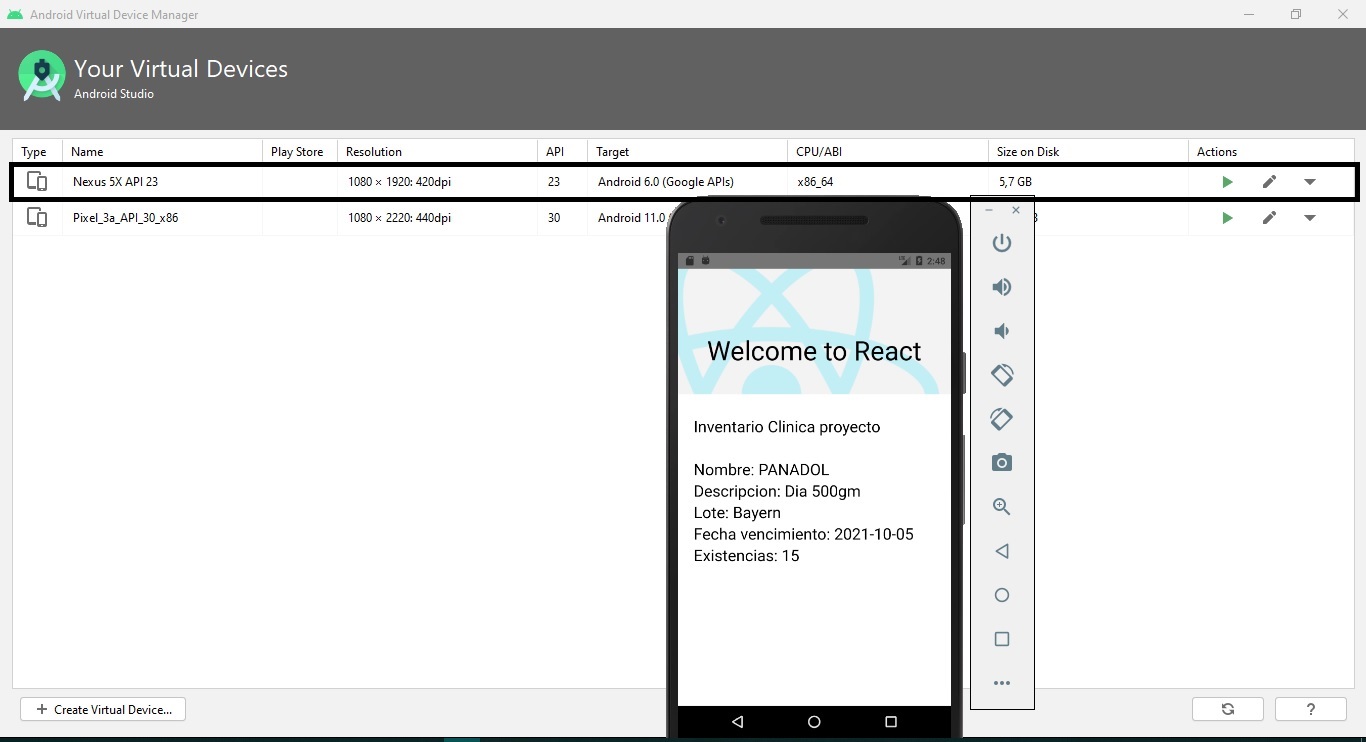 Android Virtual Device Manager
Your Virtual Devices
Android Studio
Type Name Play Store Resolution API Target CPU/ABI Size on Disk Actions
Nexus 5X API 23 1080 × 1920: 420dpi 23 Android 6.0 (Google APIs) x86_64 5,7 GB
Pixel_3a_API_30_x86 1080 × 2220: 440dpi 30 Android 11.0
2:48
Welcome to React
Inventario Clinica proyecto
Nombre: PANADOL
Descripcion: Dia 500gm
Lote: Bayern
Fecha vencimiento: 2021-10-05
Existencias: 15
+ Create Virtual Device...
?